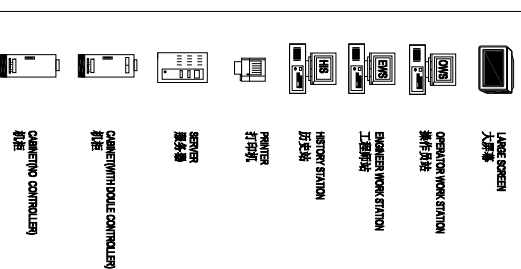 LARGE SCREEN
大屏幕
OWS
OPERATOR WORK STATION
操作员站
EWS
ENGINEER WORK STATION
工程师站
HS
HISTORY STATION
历史站
PRINTER
打印机
SERVER
服务器
CABINET(WITH DOULE CONTROLLER)
机柜
CABINET(NO CONTROLLER)
机柜